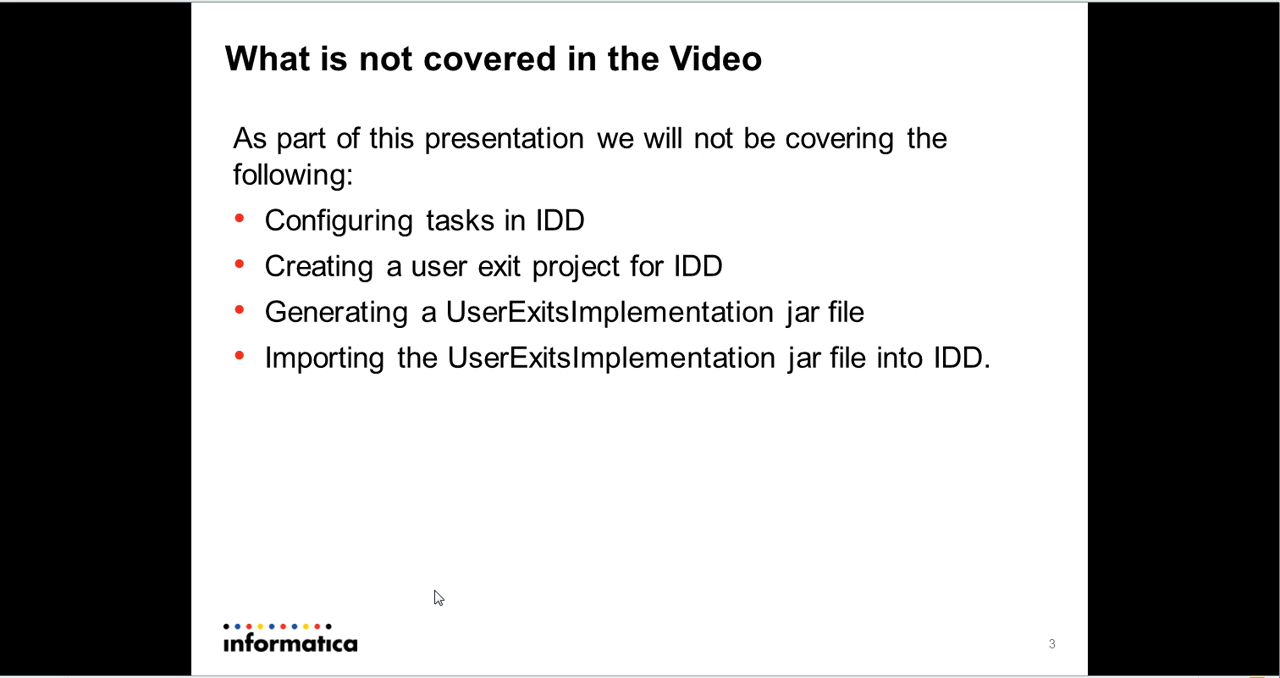 What is not covered in the Video
As part of this presentation we will not be covering the
following:
• Configuring tasks in IDD
• Creating a user exit project for IDD
• Generating a UserExitsImplementation jar file
• Importing the UserExitsImplementation jar file into IDD.
informatica
3